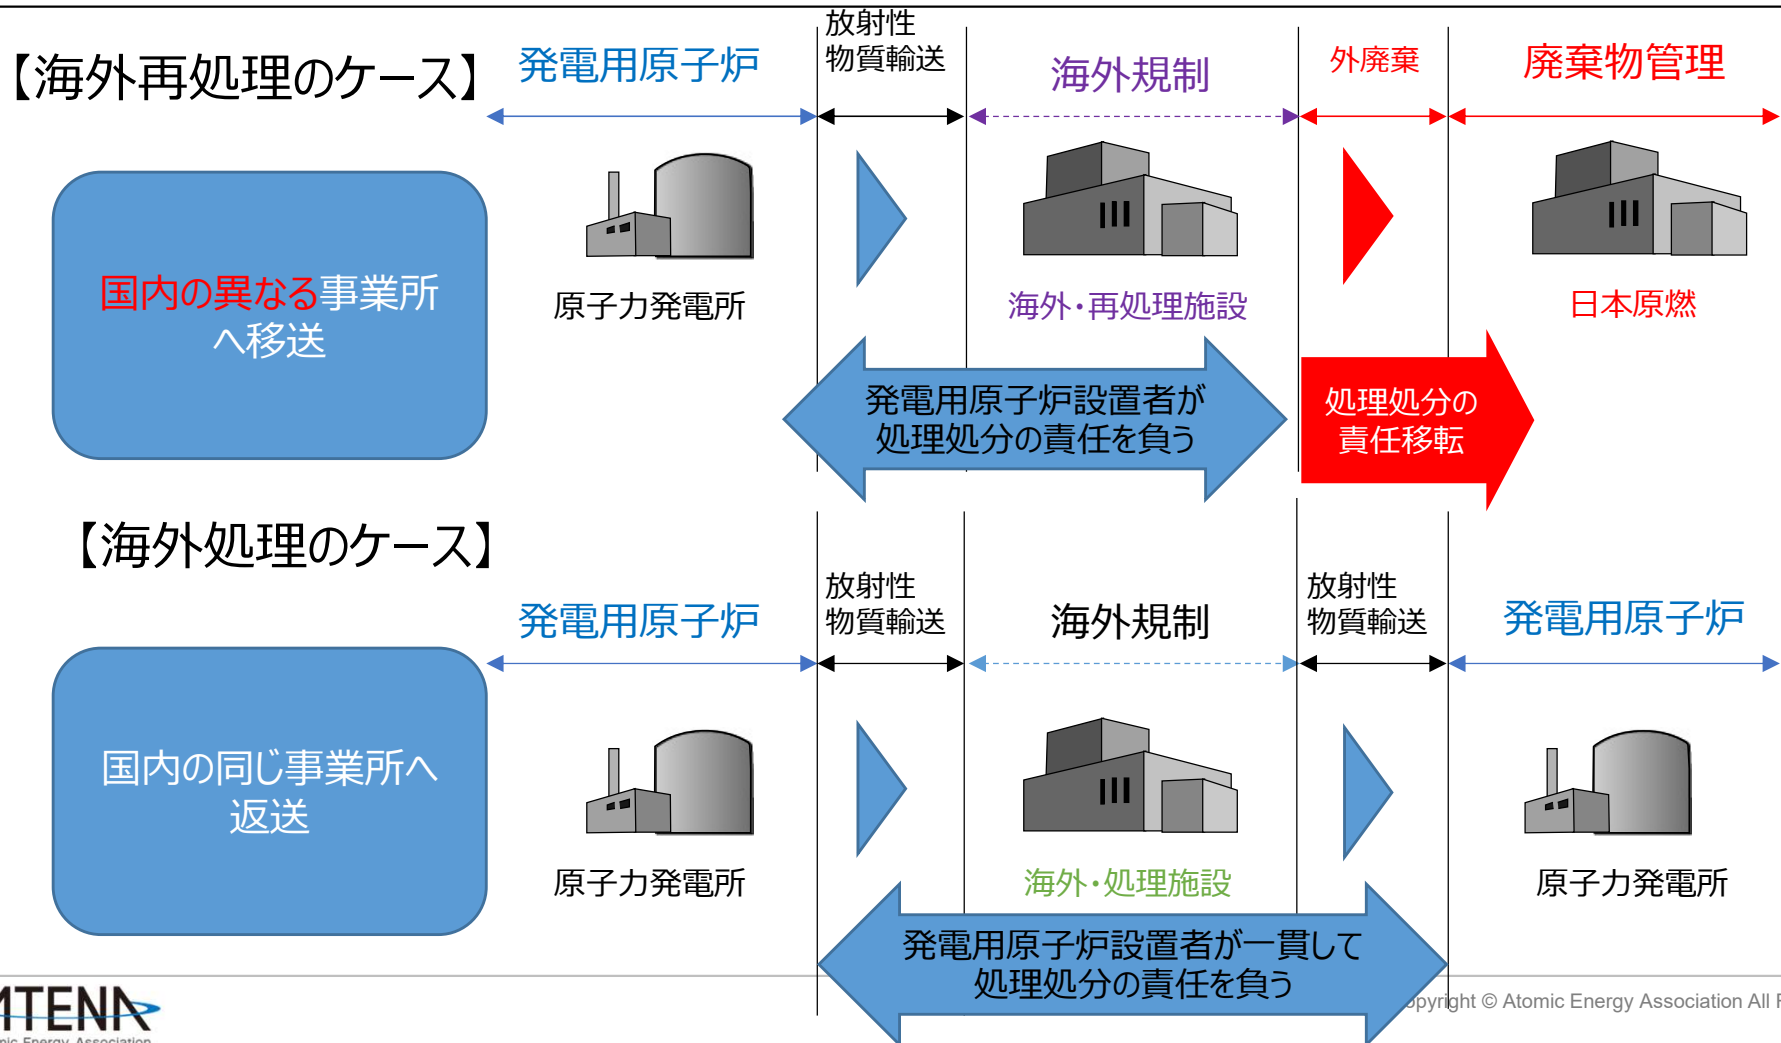 【海外再処理のケース】
発電用原子炉
放射性
物質輸送
海外規制
外廃棄
廃棄物管理
国内の異なる事業所
へ移送
原子力発電所
海外・再処理施設
日本原燃
発電用原子炉設置者が
処理処分の責任を負う
処理処分の
責任移転
【海外処理のケース】
発電用原子炉
放射性
物質輸送
海外規制
放射性
物質輸送
発電用原子炉
国内の同じ事業所へ
返送
原子力発電所
海外・処理施設
原子力発電所
発電用原子炉設置者が一貫して
処理処分の責任を負う
ATENA
Atomic Energy Association
Copyright © Atomic Energy Association All